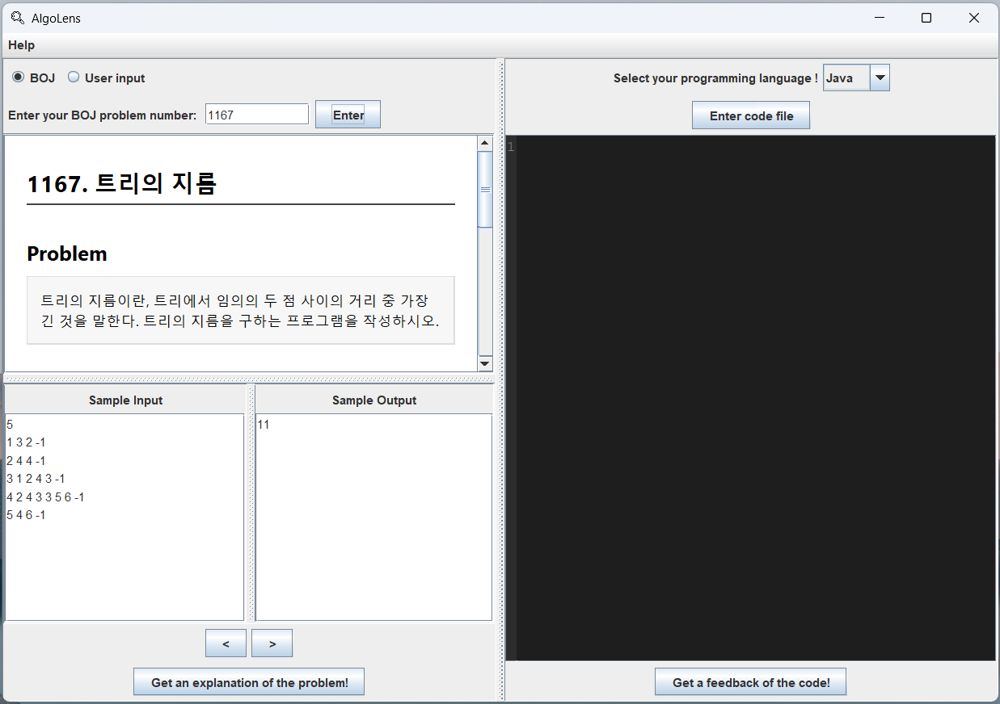 AlgoLens
Help
BOJ User input
Enter your BOJ problem number: 1167 Enter
1167. 트리의 지름
Problem
트리의 지름이란, 트리에서 임의의 두 점 사이의 거리 중 가장
긴 것을 말한다. 트리의 지름을 구하는 프로그램을 작성하시오.
Sample Input
5
1 3 2 -1
2 4 4 -1
3 1 2 4 3 -1
4 2 4 3 3 5 6 -1
5 4 6 -1
Sample Output
11
< >
Get an explanation of the problem!
Select your programming language ! Java
Enter code file
1
Get a feedback of the code!